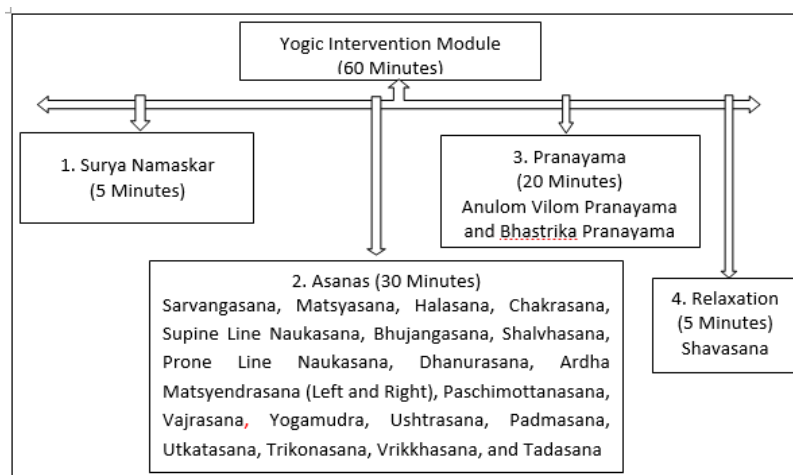 Yogic Intervention Module
(60 Minutes)
1. Surya Namaskar
(5 Minutes)
3. Pranayama
(20 Minutes)
Anulom Vilom Pranayama
and Bhastrika Pranayama
2. Asanas (30 Minutes)
Sarvangasana, Matsyasana, Halasana, Chakrasana,
Supine Line Naukasana, Bhujangasana, Shalvhasana,
Prone Line Naukasana, Dhanurasana, Ardha
Matsyendrasana (Left and Right), Paschimottanasana,
Vajrasana, Yogamudra, Ushtrasana, Padmasana,
Utkatasana, Trikonasana, Vrikkhasana, and Tadasana
4. Relaxation
(5 Minutes)
Shavasana